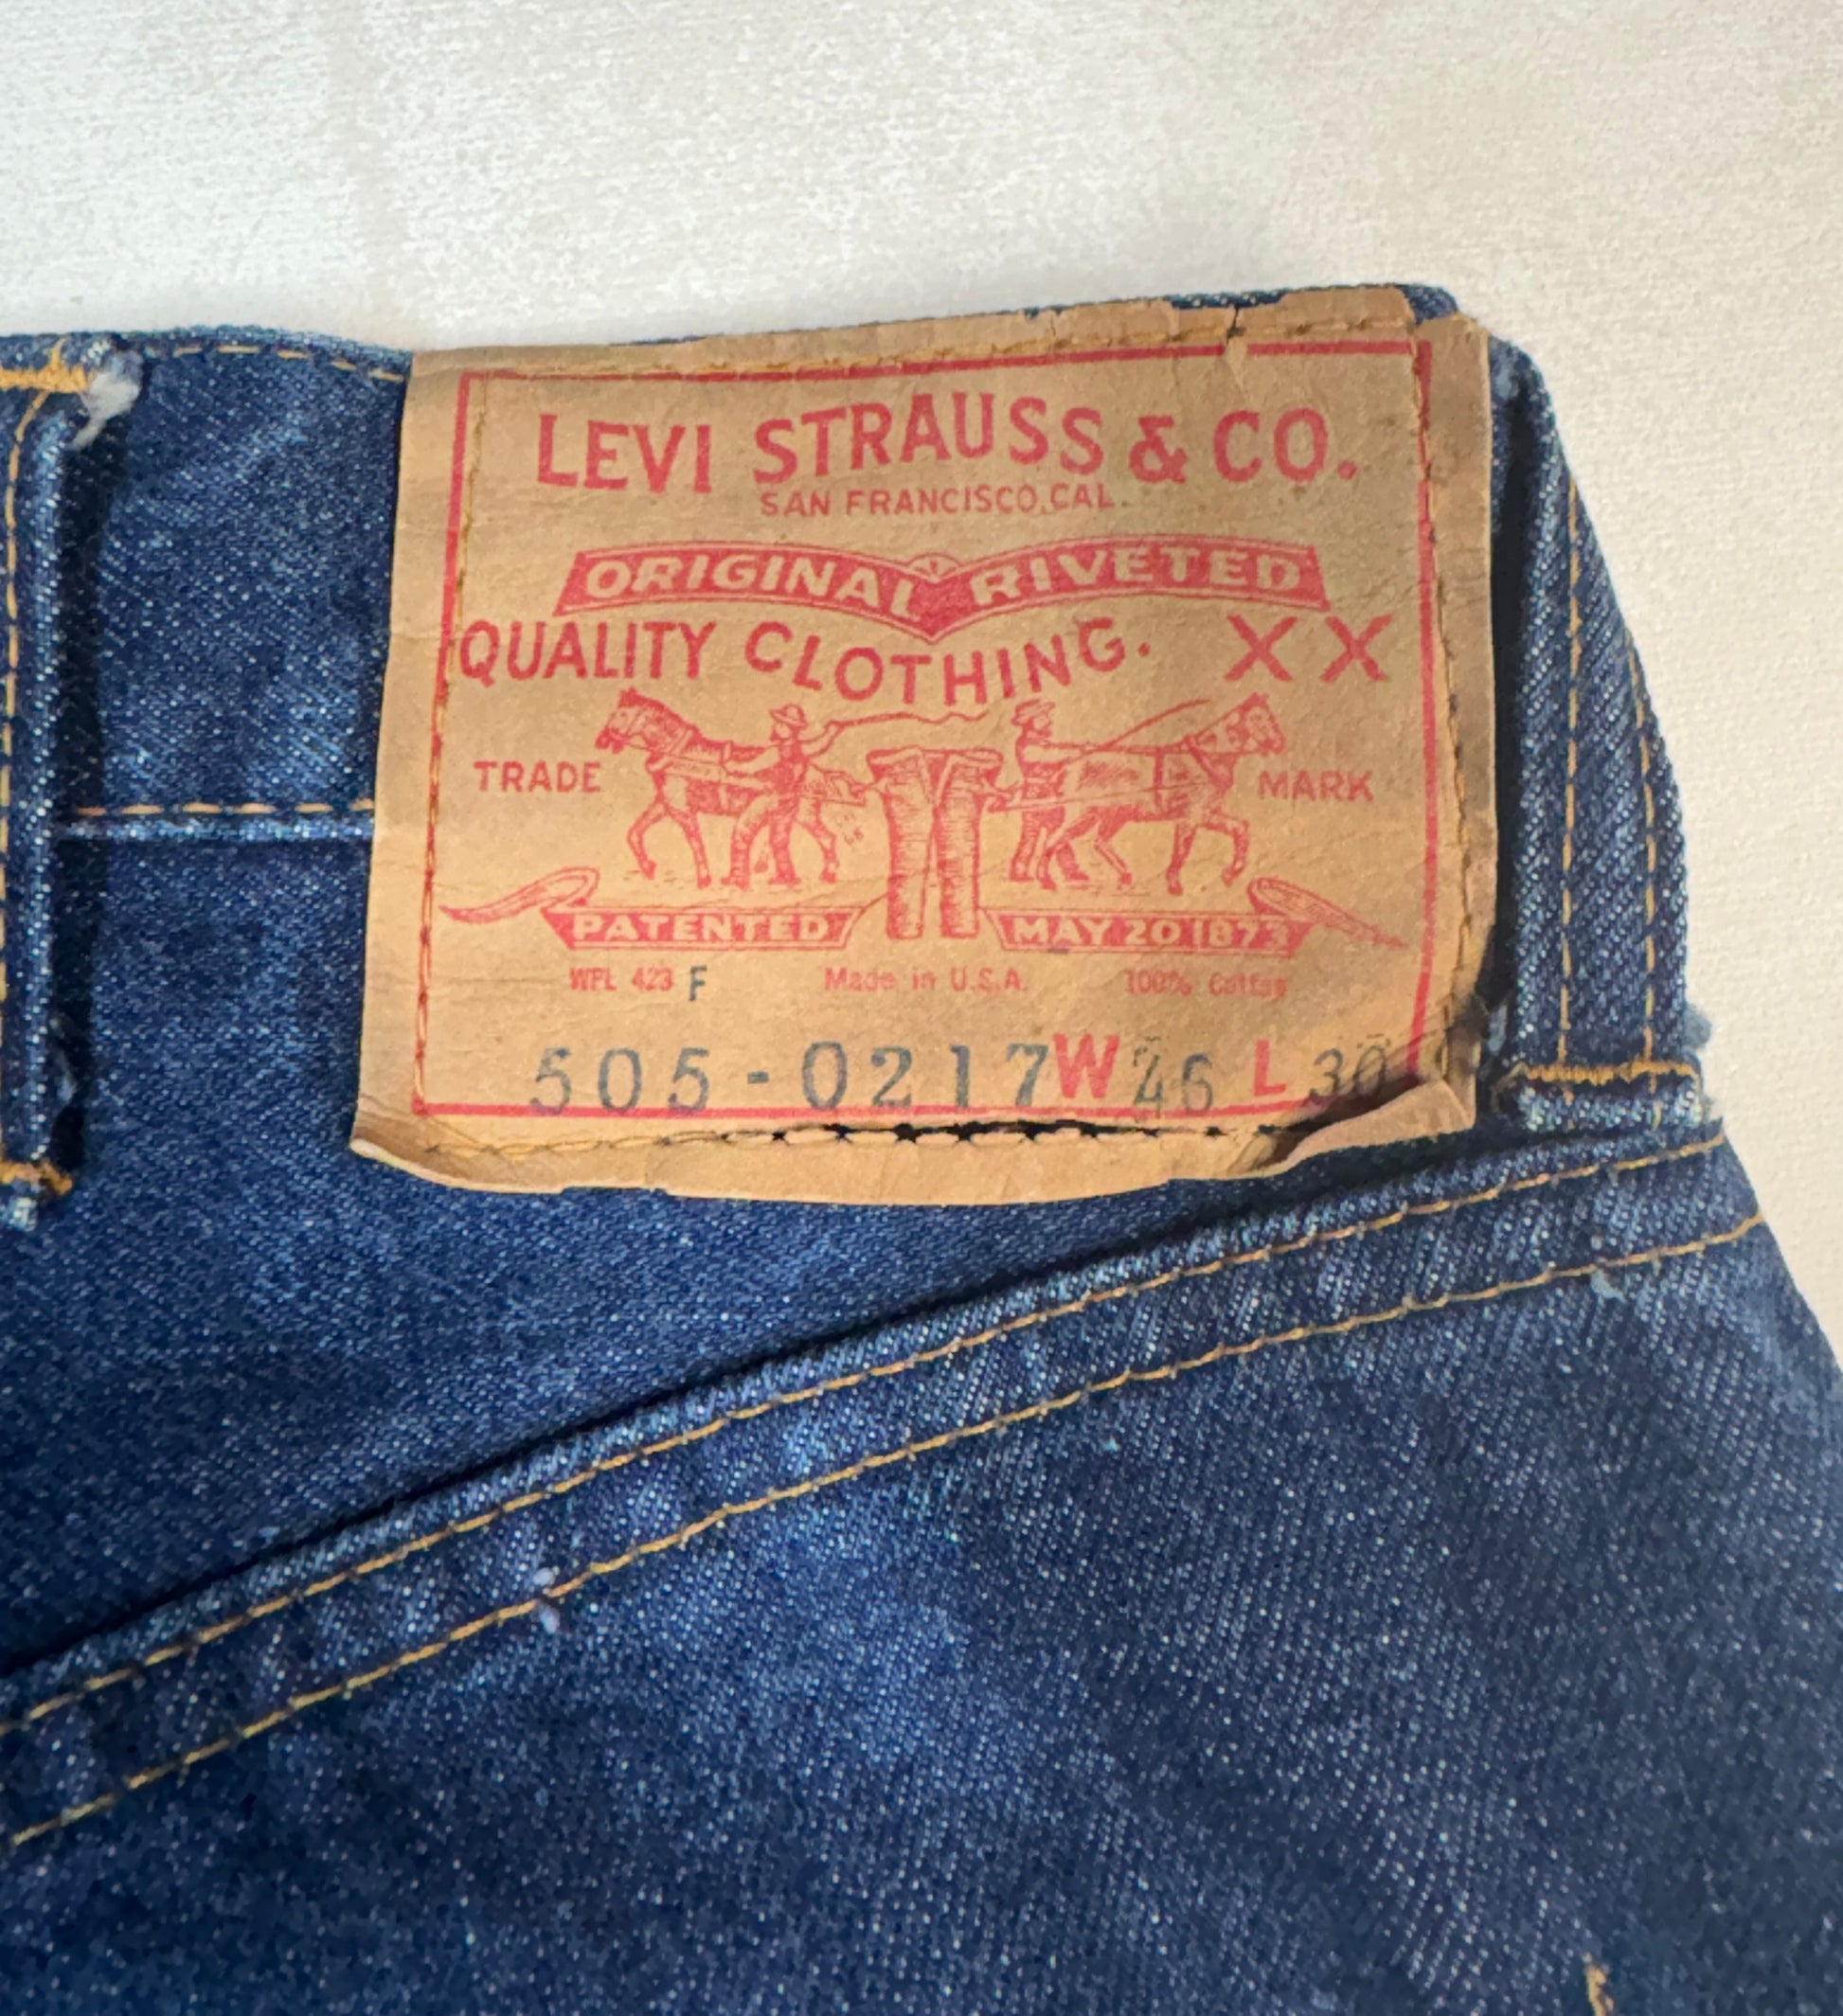 LEVI STRAUSS & CO.
SAN FRANCISCO, CAL.
ORIGINAL RIVETED
QUALITY CLOTHING. XX
TRADE MARK
PATENTED MAY 20 1873
WPL 423 F Made in U.S.A. 100% Cotton
505-0217 W 46 L 30